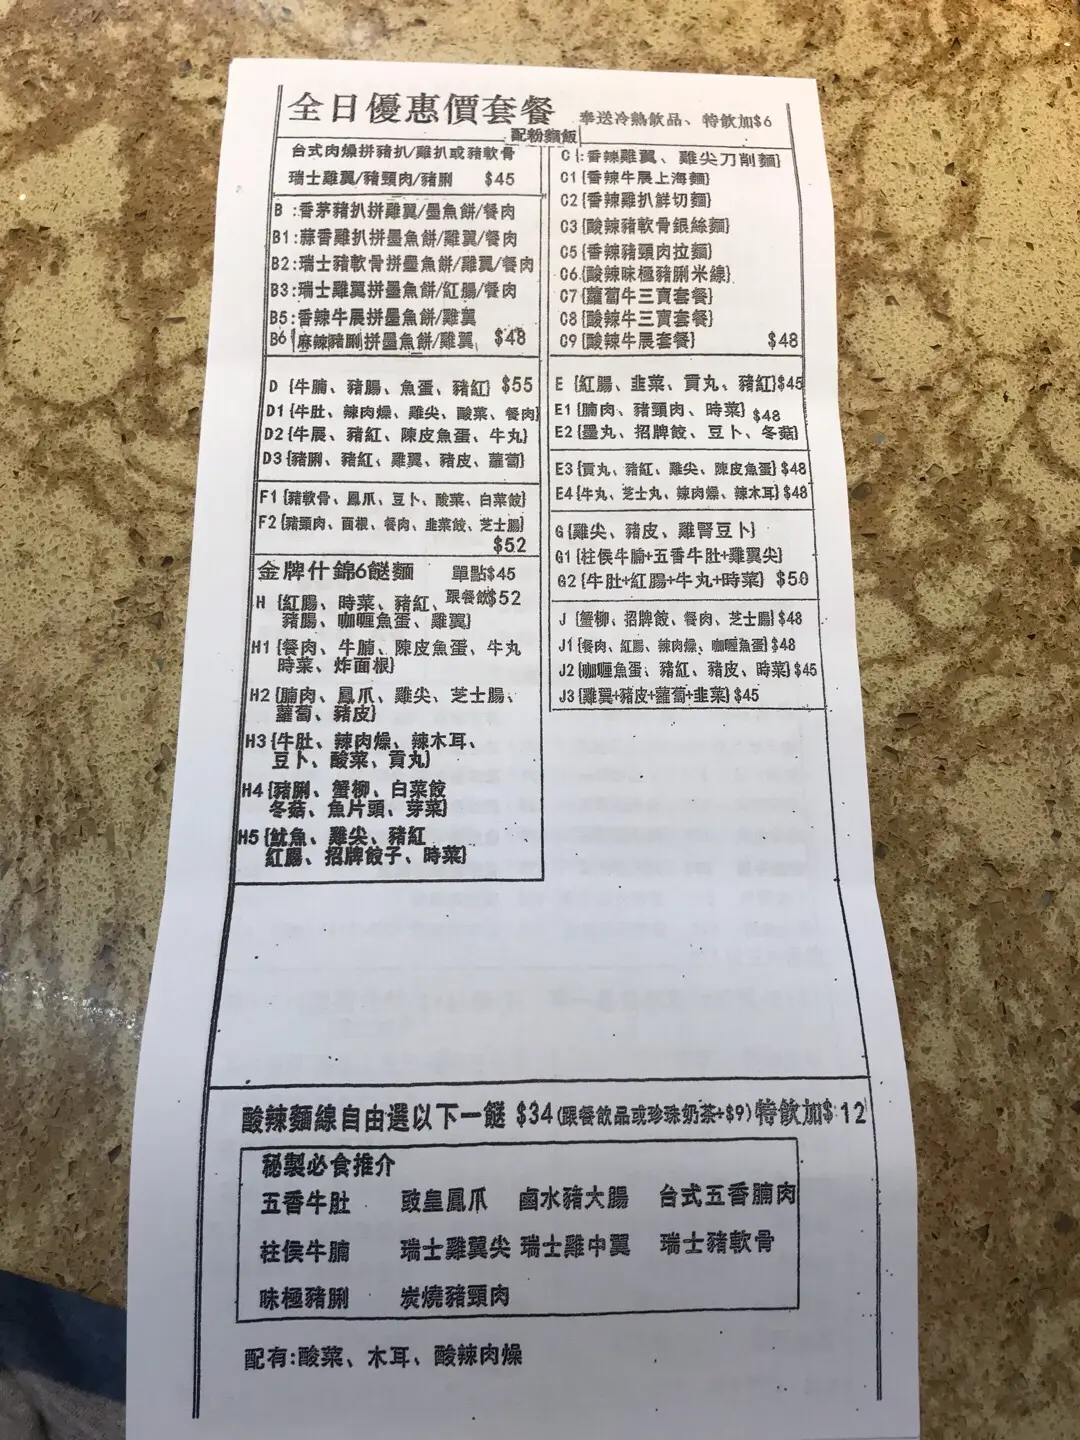 全日優惠價套餐 奉送冷熱飲品、特飲加$6
配粉麵飯
台式肉燥拼豬扒/雞扒或豬軟骨
瑞士雞翼/豬頸肉/豬脷 $45
B :香茅豬扒拼雞翼/墨魚餅/餐肉
B1:蒜香雞扒拼墨魚餅/雞翼/餐肉
B2:瑞士豬軟骨拼墨魚餅/雞翼/餐肉
B3:瑞士雞翼拼墨魚餅/紅腸/餐肉
B5:香辣牛展拼墨魚餅/雞翼
B6 麻辣豬脷拼墨魚餅/雞翼 $48
D {牛腩、豬腸、魚蛋、豬紅} $55
D1{牛肚、辣肉燥、雞尖、酸菜、餐肉}
D2{牛展、豬紅、陳皮魚蛋、牛丸}
D3{豬脷、豬紅、雞翼、豬皮、蘿蔔}
F1{豬軟骨、鳳爪、豆卜、酸菜、白菜餃}
F2{豬頸肉、面根、餐肉、韭菜餃、芝士腸}
$52
金牌什錦6餸麵 單點$45
跟餐飲$52
H {紅腸、時菜、豬紅、
豬腸、咖喱魚蛋、雞翼}
H1{餐肉、牛腩、陳皮魚蛋、牛丸
時菜、炸面根}
H2{腩肉、鳳爪、雞尖、芝士腸、
蘿蔔、豬皮}
H3{牛肚、辣肉燥、辣木耳、
豆卜、酸菜、貢丸}
H4{豬脷、蟹柳、白菜餃
冬菇、魚片頭、芽菜}
H5{魷魚、雞尖、豬紅
紅腸、招牌餃子、時菜}
C {:香辣雞翼、雞尖刀削麵}
C1{香辣牛展上海麵}
C2{香辣雞扒鮮切麵}
C3{酸辣豬軟骨銀絲麵}
C5{香辣豬頸肉拉麵}
C6{酸辣味極豬脷米線}
C7{蘿蔔牛三寶套餐}
C8{酸辣牛三寶套餐}
C9{酸辣牛展套餐} $48
E {紅腸、韭菜、貢丸、豬紅}$45
E1{腩肉、豬頸肉、時菜} $48
E2{墨丸、招牌餃、豆卜、冬菇}
E3{貢丸、豬紅、雞尖、陳皮魚蛋}$48
E4{牛丸、芝士丸、辣肉燥、辣木耳}$48
G {雞尖、豬皮、雞腎豆卜}
G1{柱侯牛腩+五香牛肚+雞翼尖}
G2{牛肚+紅腸+牛丸+時菜} $50
J {蟹柳、招牌餃、餐肉、芝士腸}$48
J1{餐肉、紅腸、辣肉燥、咖喱魚蛋}$48
J2{咖喱魚蛋、豬紅、豬皮、時菜}$45
J3{雞翼+豬皮+蘿蔔+韭菜}$45
酸辣麵線自由選以下一餸 $34(跟餐飲品或珍珠奶茶+$9)特飲加$12
秘製必食推介
五香牛肚 豉皇鳳爪 鹵水豬大腸 台式五香腩肉
柱侯牛腩 瑞士雞翼尖 瑞士雞中翼 瑞士豬軟骨
味極豬脷 炭燒豬頸肉
配有:酸菜、木耳、酸辣肉燥